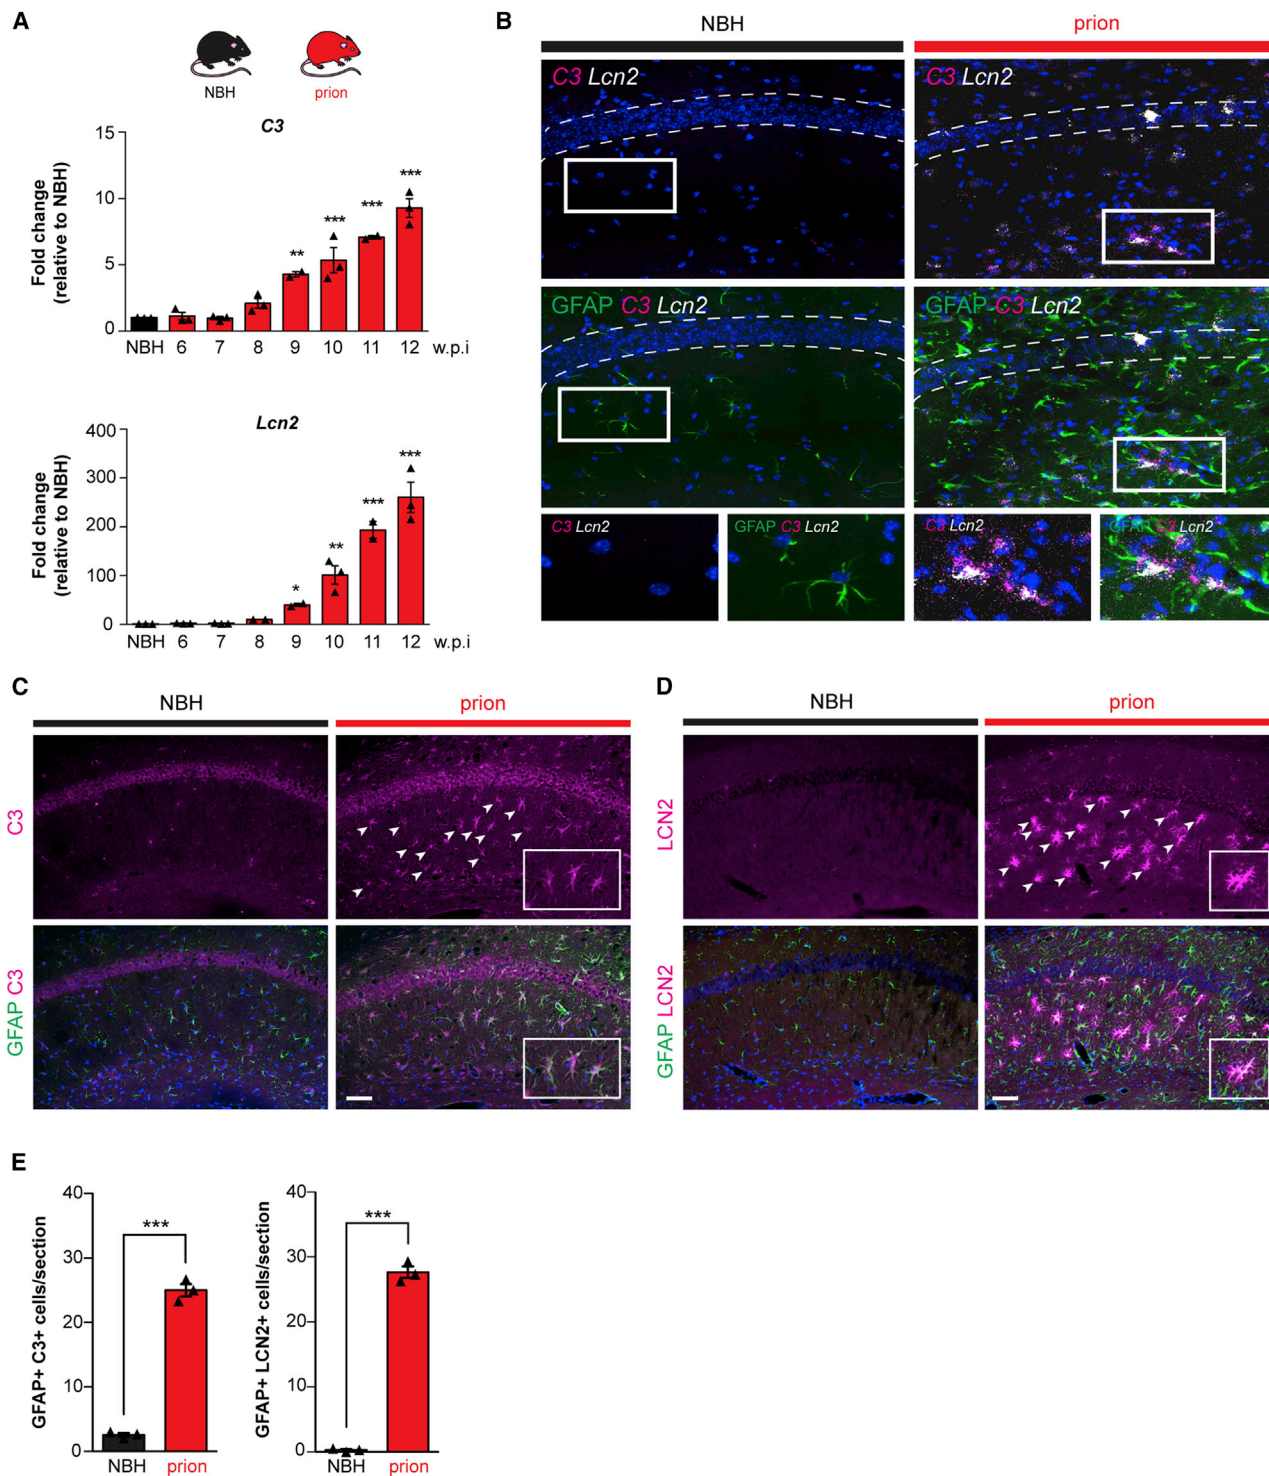 A
NBH
prion
C3
Fold change
(relative to NBH)
15
10
5
0
**
***
***
***
NBH 6 7 8 9 10 11 12 w.p.i
Lcn2
Fold change
(relative to NBH)
400
300
200
100
0
*
**
***
***
NBH 6 7 8 9 10 11 12 w.p.i
B
NBH
prion
C3 Lcn2
C3 Lcn2
GFAP C3 Lcn2
GFAP C3 Lcn2
C3 Lcn2
GFAP C3 Lcn2
C3 Lcn2
GFAP C3 Lcn2
C
NBH
prion
C3
GFAP C3
D
NBH
prion
LCN2
GFAP LCN2
E
GFAP+ C3+ cells/section
40
30
20
10
0
***
NBH prion
GFAP+ LCN2+ cells/section
40
30
20
10
0
***
NBH prion